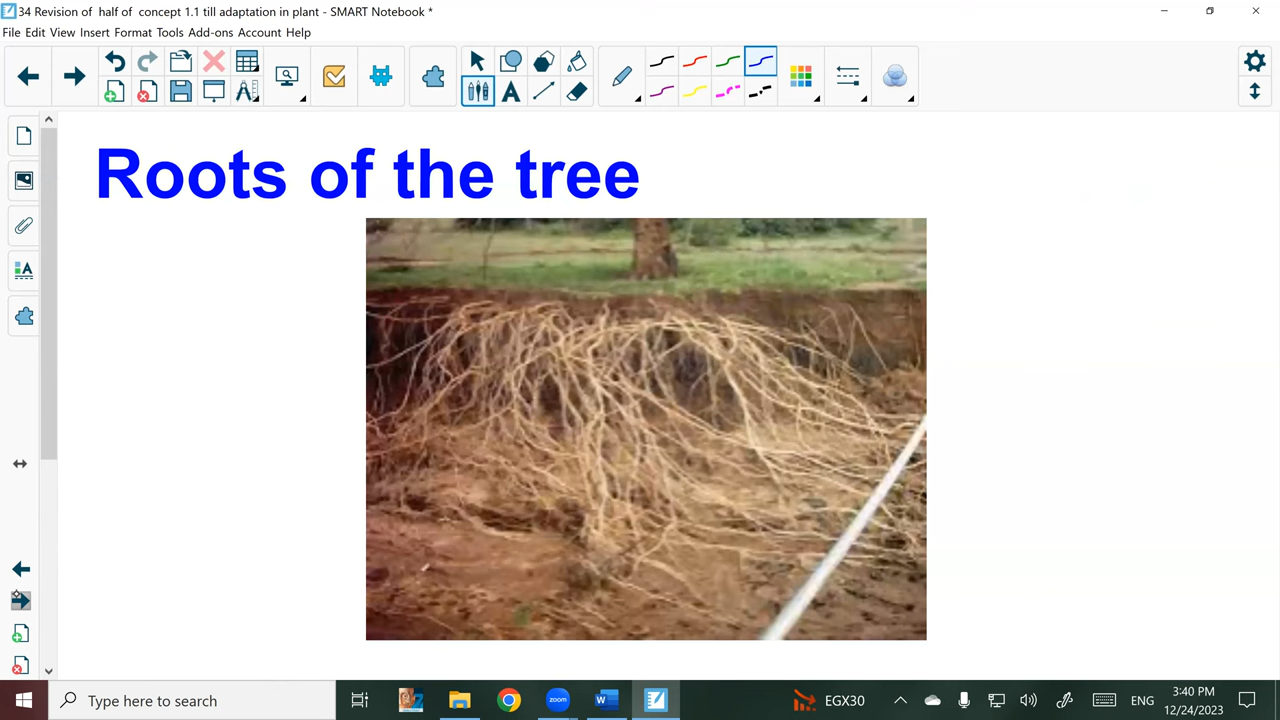 34 Revision of half of concept 1.1 till adaptation in plant - SMART Notebook *
File Edit View Insert Format Tools Add-ons Account Help
Roots of the tree
Type here to search
zoom
EGX30
ENG
3:40 PM
12/24/2023